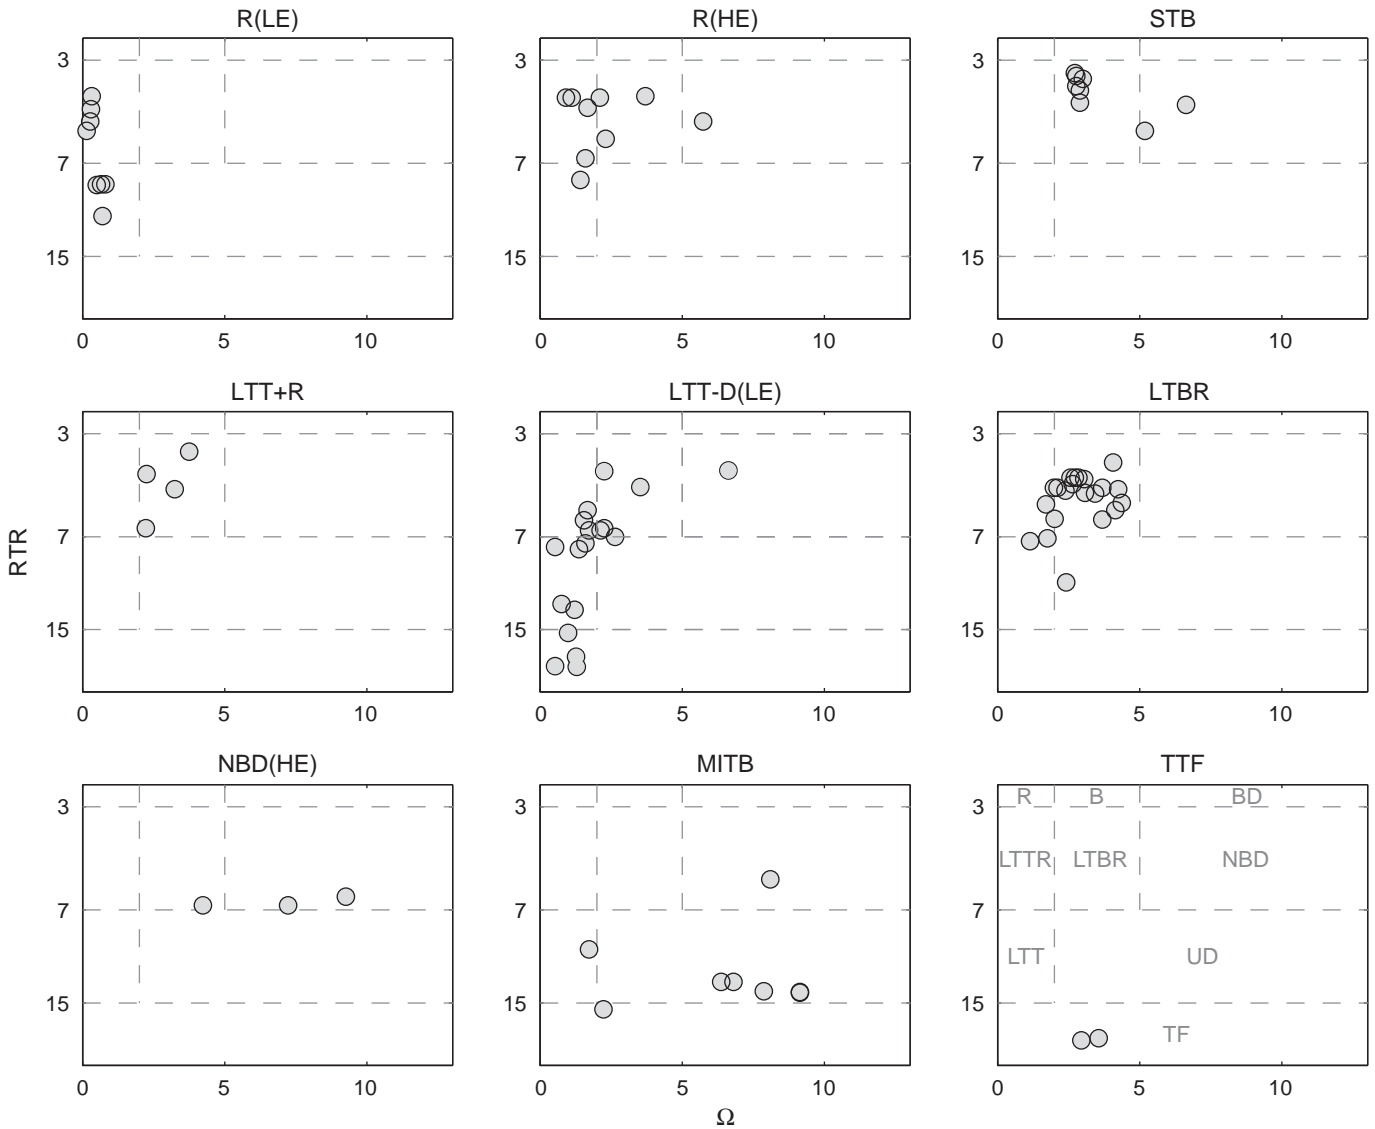 R(LE) R(HE) STB
3 3 3
7 7 7
15 15 15
0 5 10 0 5 10 0 5 10
LTT+R LTT-D(LE) LTBR
3 3 3
7 7 7
15 15 15
0 5 10 0 5 10 0 5 10
RTR
NBD(HE) MITB TTF
3 3 3
R B BD
LTTR LTBR NBD
7 7 7
LTT UD
15 15 15
TF
0 5 10 0 5 10 0 5 10
Ω